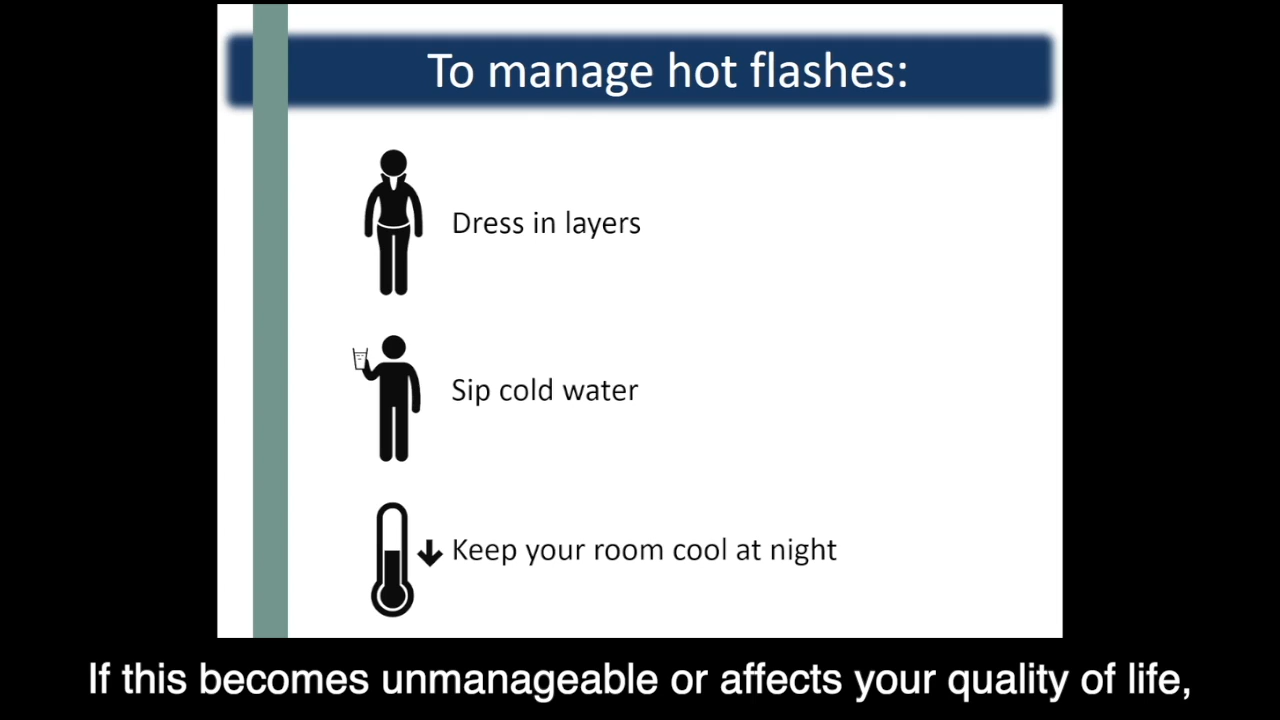 To manage hot flashes:
Dress in layers
Sip cold water
Keep your room cool at night
If this becomes unmanageable or affects your quality of life,